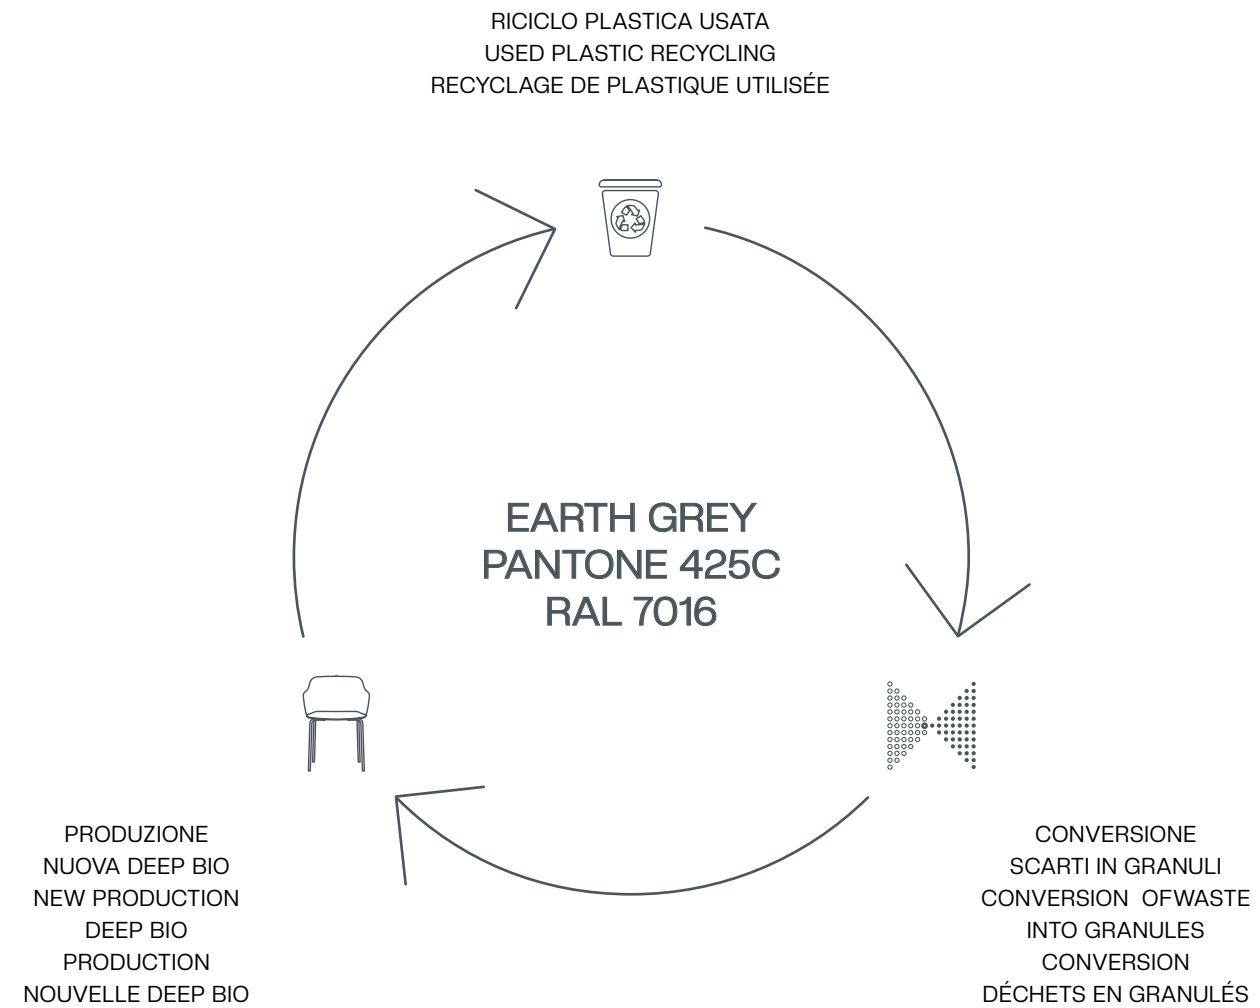 RICICLO PLASTICA USATA
USED PLASTIC RECYCLING
RECYCLAGE DE PLASTIQUE UTILISÉE
EARTH GREY
PANTONE 425C
RAL 7016
PRODUZIONE
NUOVA DEEP BIO
NEW PRODUCTION
DEEP BIO
PRODUCTION
NOUVELLE DEEP BIO
CONVERSIONE
SCARTI IN GRANULI
CONVERSION  OFWASTE
INTO GRANULES
CONVERSION
DÉCHETS EN GRANULÉS